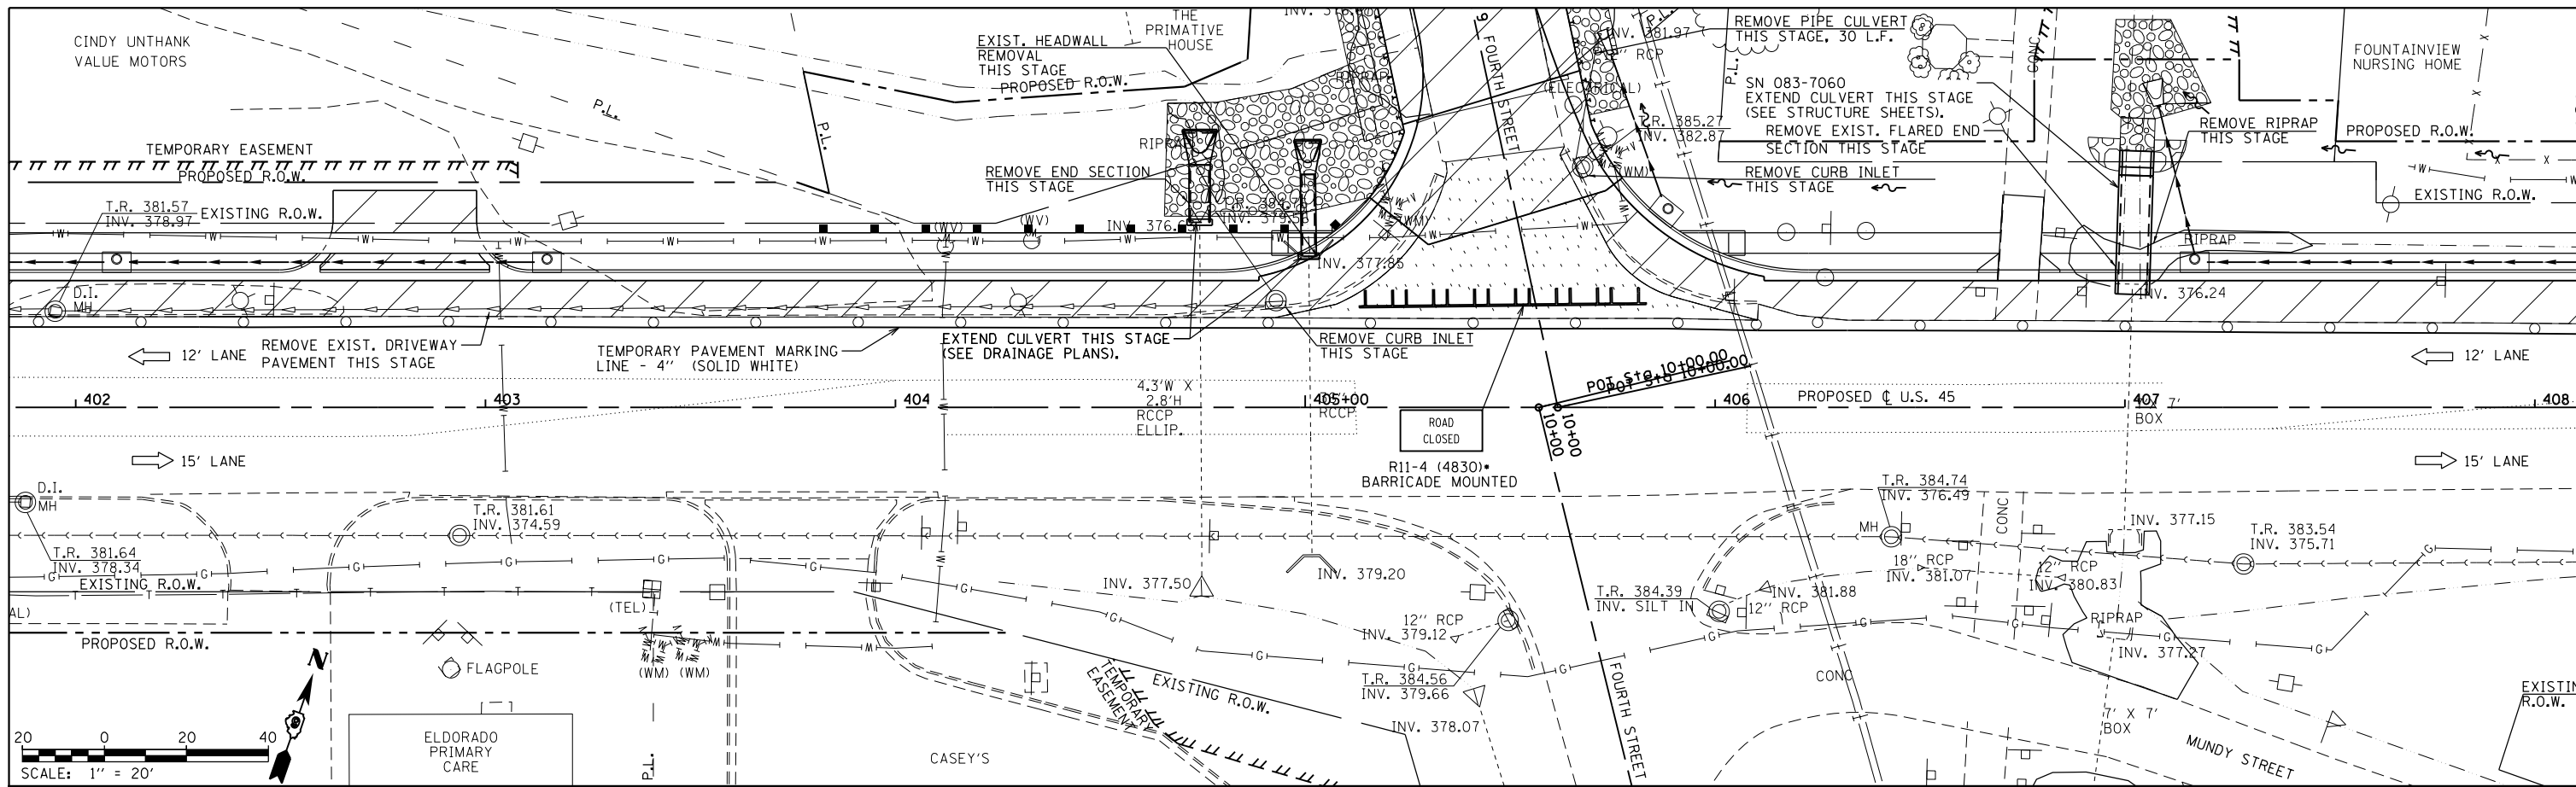 CINDY UNTHANK
VALUE MOTORS
THE
PRIMATIVE
HOUSE
EXIST. HEADWALL
REMOVAL
THIS STAGE
PROPOSED R.O.W.
P.L.
P.L.
TEMPORARY EASEMENT
PROPOSED R.O.W.
T.R. 381.57
INV. 378.97
EXISTING R.O.W.
REMOVE END SECTION
THIS STAGE
RIPRAP
RIPRAP
(WV)
(WV)
INV. 377.85
FOURTH STREET
INV. 381.97
RCP
(ELECTRICAL)
P.L.
P.L.
REMOVE PIPE CULVERT
THIS STAGE, 30 L.F.
CONC
SN 083-7060
EXTEND CULVERT THIS STAGE
(SEE STRUCTURE SHEETS).
T.R. 385.27
INV. 382.87
REMOVE EXIST. FLARED END
SECTION THIS STAGE
REMOVE CURB INLET
THIS STAGE
(WM)
(WM)
REMOVE RIPRAP
THIS STAGE
FOUNTAINVIEW
NURSING HOME
PROPOSED R.O.W.
EXISTING R.O.W.
RIPRAP
INV. 376.24
D.I.
MH
12' LANE
REMOVE EXIST. DRIVEWAY
PAVEMENT THIS STAGE
TEMPORARY PAVEMENT MARKING
LINE - 4'' (SOLID WHITE)
EXTEND CULVERT THIS STAGE
(SEE DRAINAGE PLANS).
REMOVE CURB INLET
THIS STAGE
12' LANE
402
403
404
405+00
406
407
408
4.3'W X
2.8'H
RCCP
ELLIP.
RCCP
POT Sta 10+00.00
POT Sta 10+00.00
10+00
10+00
PROPOSED ℄ U.S. 45
7'
BOX
ROAD
CLOSED
R11-4 (4830)*
BARRICADE MOUNTED
15' LANE
15' LANE
D.I.
MH
T.R. 381.64
INV. 378.34
EXISTING R.O.W.
T.R. 381.61
INV. 374.59
AL)
PROPOSED R.O.W.
(TEL)
(WM) (WM)
FLAGPOLE
INV. 377.50
INV. 379.20
12'' RCP
INV. 379.12
T.R. 384.56
INV. 379.66
INV. 378.07
TEMPORARY
EASEMENT
EXISTING R.O.W.
FOURTH STREET
T.R. 384.39
INV. SILT IN
12'' RCP
INV. 381.88
T.R. 384.74
INV. 376.49
MH
18'' RCP
INV. 381.07
CONC
12'' RCP
INV. 380.83
INV. 377.15
T.R. 383.54
INV. 375.71
RIPRAP
INV. 377.27
CONC
7' X 7'
BOX
MUNDY STREET
EXISTIN
R.O.W.
N
20 0 20 40
SCALE: 1'' = 20'
ELDORADO
PRIMARY
CARE
P.L.
CASEY'S